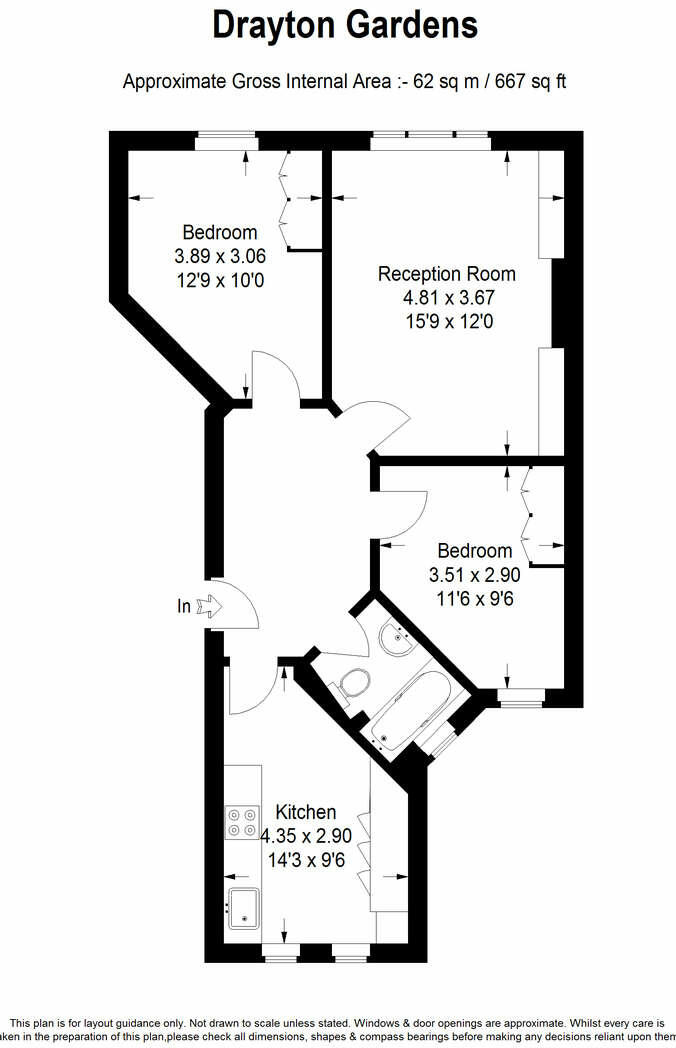 Drayton Gardens
Approximate Gross Internal Area :- 62 sq m / 667 sq ft
Bedroom
3.89 x 3.06
12'9 x 10'0
Reception Room
4.81 x 3.67
15'9 x 12'0
Bedroom
3.51 x 2.90
11'6 x 9'6
In
Kitchen
4.35 x 2.90
14'3 x 9'6
This plan is for layout guidance only. Not drawn to scale unless stated. Windows & door openings are approximate. Whilst every care is
aken in the preparation of this plan,please check all dimensions, shapes & compass bearings before making any decisions reliant upon them